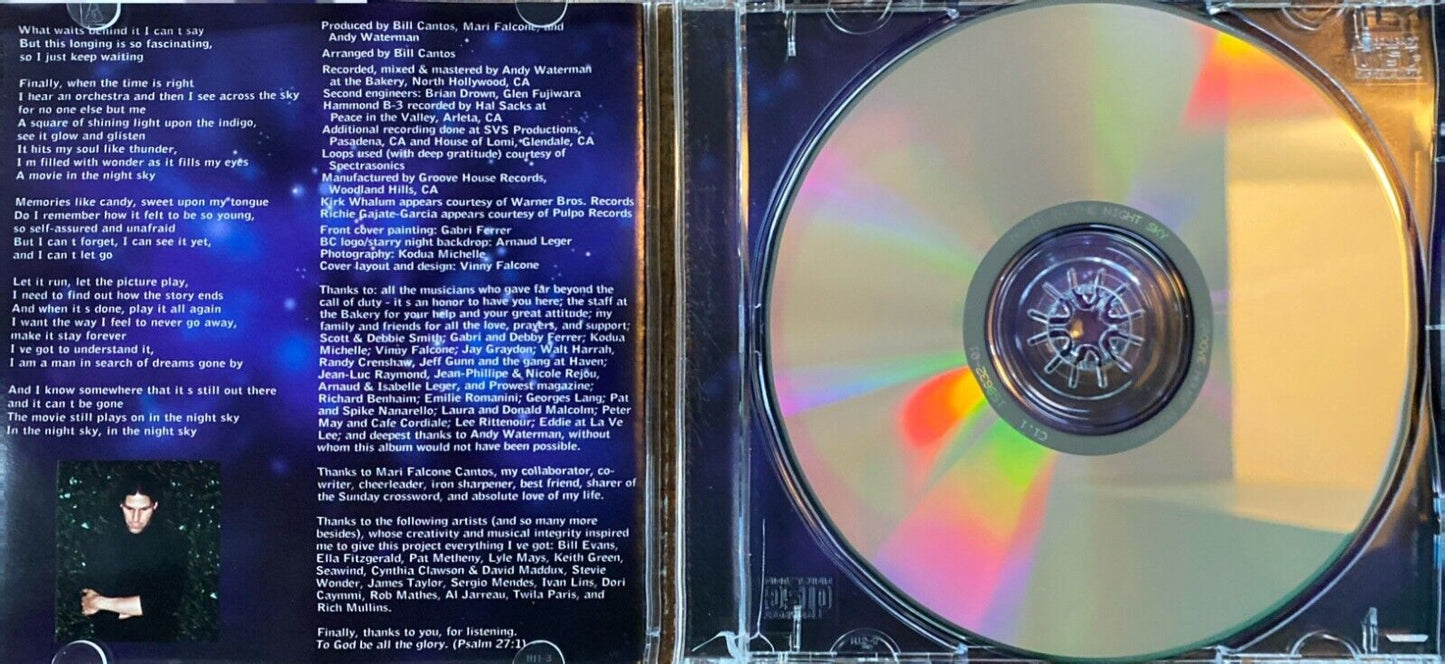 What waits behind it I can t say
But this longing is so fascinating,
so I just keep waiting
Finally, when the time is right
I hear an orchestra and then I see across the sky
for no one else but me
A square of shining light upon the indigo,
see it glow and glisten
It hits my soul like thunder,
I m filled with wonder as it fills my eyes
A movie in the night sky
Memories like candy, sweet upon my tongue
Do I remember how it felt to be so young,
so self-assured and unafraid
But I can t forget, I can see it yet,
and I can t let go
Let it run, let the picture play,
I need to find out how the story ends
And when it s done, play it all again
I want the way I feel to never go away,
make it stay forever
I ve got to understand it,
I am a man in search of dreams gone by
And I know somewhere that it s still out there
and it can t be gone
The movie still plays on in the night sky
In the night sky, in the night sky
Produced by Bill Cantos, Mari Falcone, and
Andy Waterman
Arranged by Bill Cantos
Recorded, mixed & mastered by Andy Waterman
at the Bakery, North Hollywood, CA
Second engineers: Brian Drown, Glen Fujiwara
Hammond B-3 recorded by Hal Sacks at
Peace in the Valley, Arleta, CA
Additional recording done at SVS Productions,
Pasadena, CA and House of Lomi, Glendale, CA
Loops used (with deep gratitude) courtesy of
Spectrasonics
Manufactured by Groove House Records,
Woodland Hills, CA
Kirk Whalum appears courtesy of Warner Bros. Records
Richie Gajate-Garcia appears courtesy of Pulpo Records
Front cover painting: Gabri Ferrer
BC logo/starry night backdrop: Arnaud Leger
Photography: Kodua Michelle
Cover layout and design: Vinny Falcone
Thanks to: all the musicians who gave far beyond the
call of duty - it s an honor to have you here; the staff at
the Bakery for your help and your great attitude; my
family and friends for all the love, prayers, and support;
Scott & Debbie Smith; Gabri and Debby Ferrer; Kodua
Michelle; Vinny Falcone; Jay Graydon; Walt Harrah,
Randy Crenshaw, Jeff Gunn and the gang at Haven;
Jean-Luc Raymond, Jean-Phillipe & Nicole Rejou,
Arnaud & Isabelle Leger, and Prowest magazine;
Richard Benhaim; Emilie Romanini; Georges Lang; Pat
and Spike Nanarello; Laura and Donald Malcolm; Peter
May and Cafe Cordiale; Lee Rittenour; Eddie at La Ve
Lee; and deepest thanks to Andy Waterman, without
whom this album would not have been possible.
Thanks to Mari Falcone Cantos, my collaborator, co-
writer, cheerleader, iron sharpener, best friend, sharer of
the Sunday crossword, and absolute love of my life.
Thanks to the following artists (and so many more
besides), whose creativity and musical integrity inspired
me to give this project everything I ve got: Bill Evans,
Ella Fitzgerald, Pat Metheny, Lyle Mays, Keith Green,
Seawind, Cynthia Clawson & David Maddux, Stevie
Wonder, James Taylor, Sergio Mendes, Ivan Lins, Dori
Caymmi, Rob Mathes, Al Jarreau, Twila Paris, and
Rich Mullins.
Finally, thanks to you, for listening.
To God be all the glory. (Psalm 27:1)
IN THE NIGHT SKY
C1.1 158632-01
disc